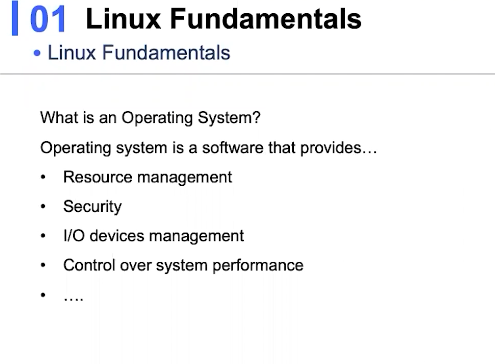 01 Linux Fundamentals
• Linux Fundamentals
What is an Operating System?
Operating system is a software that provides…
• Resource management
• Security
• I/O devices management
• Control over system performance
• ….